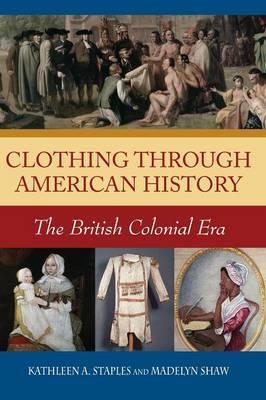 CLOTHING THROUGH
AMERICAN HISTORY
The British Colonial Era
KATHLEEN A. STAPLES AND MADELYN SHAW